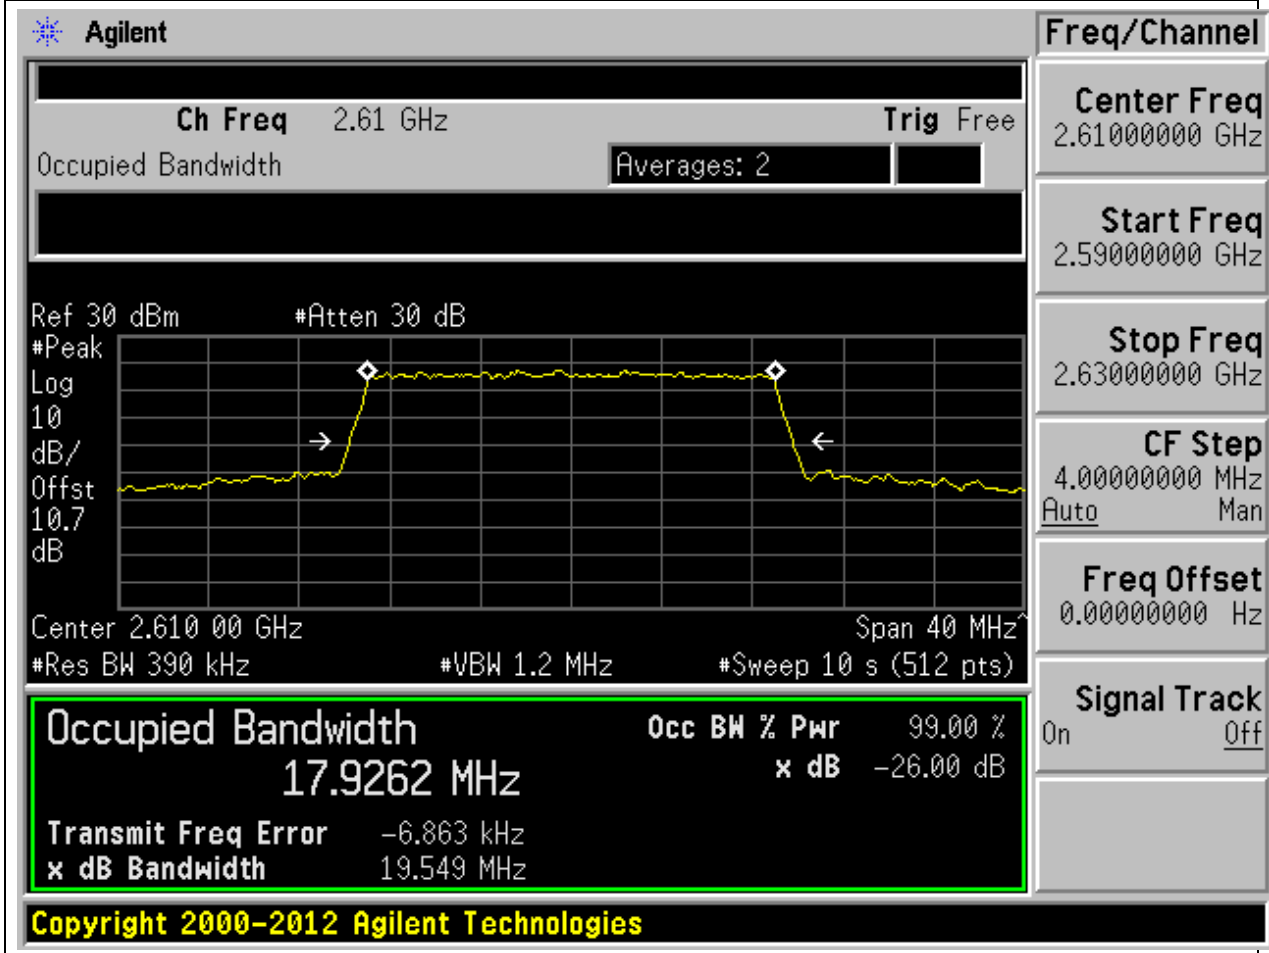 Agilent
Freq/Channel
Ch Freq 2.61 GHz Trig Free
Occupied Bandwidth Averages: 2
Ref 30 dBm #Atten 30 dB
#Peak
Log
10
dB/
Offst
10.7
dB
Center 2.610 00 GHz Span 40 MHz^
#Res BW 390 kHz #VBW 1.2 MHz #Sweep 10 s (512 pts)
Occupied Bandwidth Occ BW % Pwr 99.00 %
17.9262 MHz x dB -26.00 dB
Transmit Freq Error -6.863 kHz
x dB Bandwidth 19.549 MHz
Copyright 2000-2012 Agilent Technologies
Center Freq
2.61000000 GHz
Start Freq
2.59000000 GHz
Stop Freq
2.63000000 GHz
CF Step
4.00000000 MHz
Auto Man
Freq Offset
0.00000000 Hz
Signal Track
On Off